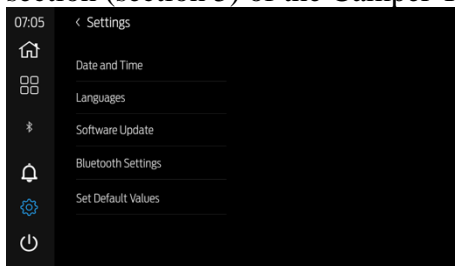 section (section 5) of the Camper T
07:05
< Settings
Date and Time
Languages
Software Update
Bluetooth Settings
Set Default Values